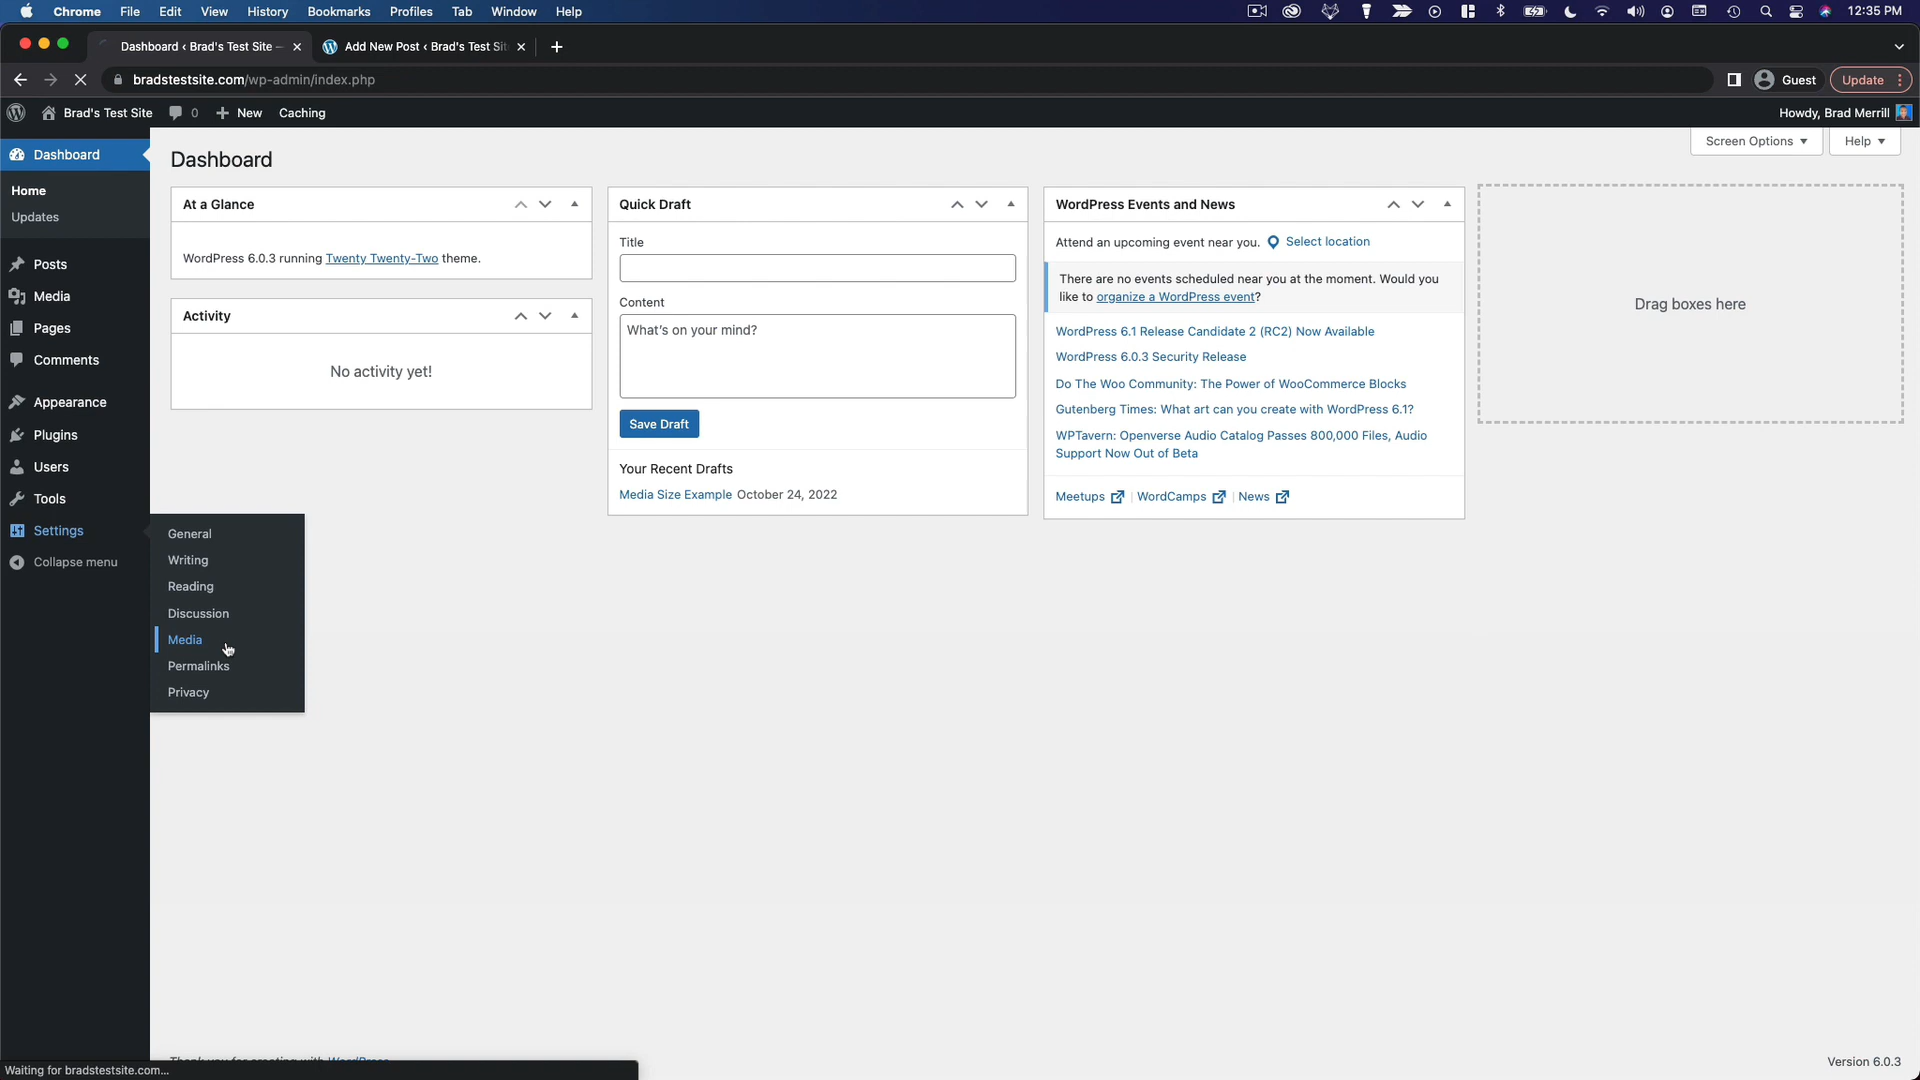 Chrome File Edit View History Bookmarks Profiles Tab Window Help 12:35 PM
Dashboard ‹ Brad's Test Site — Add New Post ‹ Brad's Test Sit
bradstestsite.com/wp-admin/index.php Guest Update
Brad's Test Site 0 New Caching Howdy, Brad Merrill
Screen Options Help
Dashboard
Home
Updates
Posts
Media
Pages
Comments
Appearance
Plugins
Users
Tools
Settings
Collapse menu
General
Writing
Reading
Discussion
Media
Permalinks
Privacy
Dashboard
At a Glance
WordPress 6.0.3 running Twenty Twenty-Two theme.
Activity
No activity yet!
Quick Draft
Title
Content
What's on your mind?
Save Draft
Your Recent Drafts
Media Size Example October 24, 2022
WordPress Events and News
Attend an upcoming event near you. Select location
There are no events scheduled near you at the moment. Would you
like to organize a WordPress event?
WordPress 6.1 Release Candidate 2 (RC2) Now Available
WordPress 6.0.3 Security Release
Do The Woo Community: The Power of WooCommerce Blocks
Gutenberg Times: What art can you create with WordPress 6.1?
WPTavern: Openverse Audio Catalog Passes 800,000 Files, Audio
Support Now Out of Beta
Meetups | WordCamps | News
Drag boxes here
Thank you for creating with WordPress
Version 6.0.3
Waiting for bradstestsite.com...